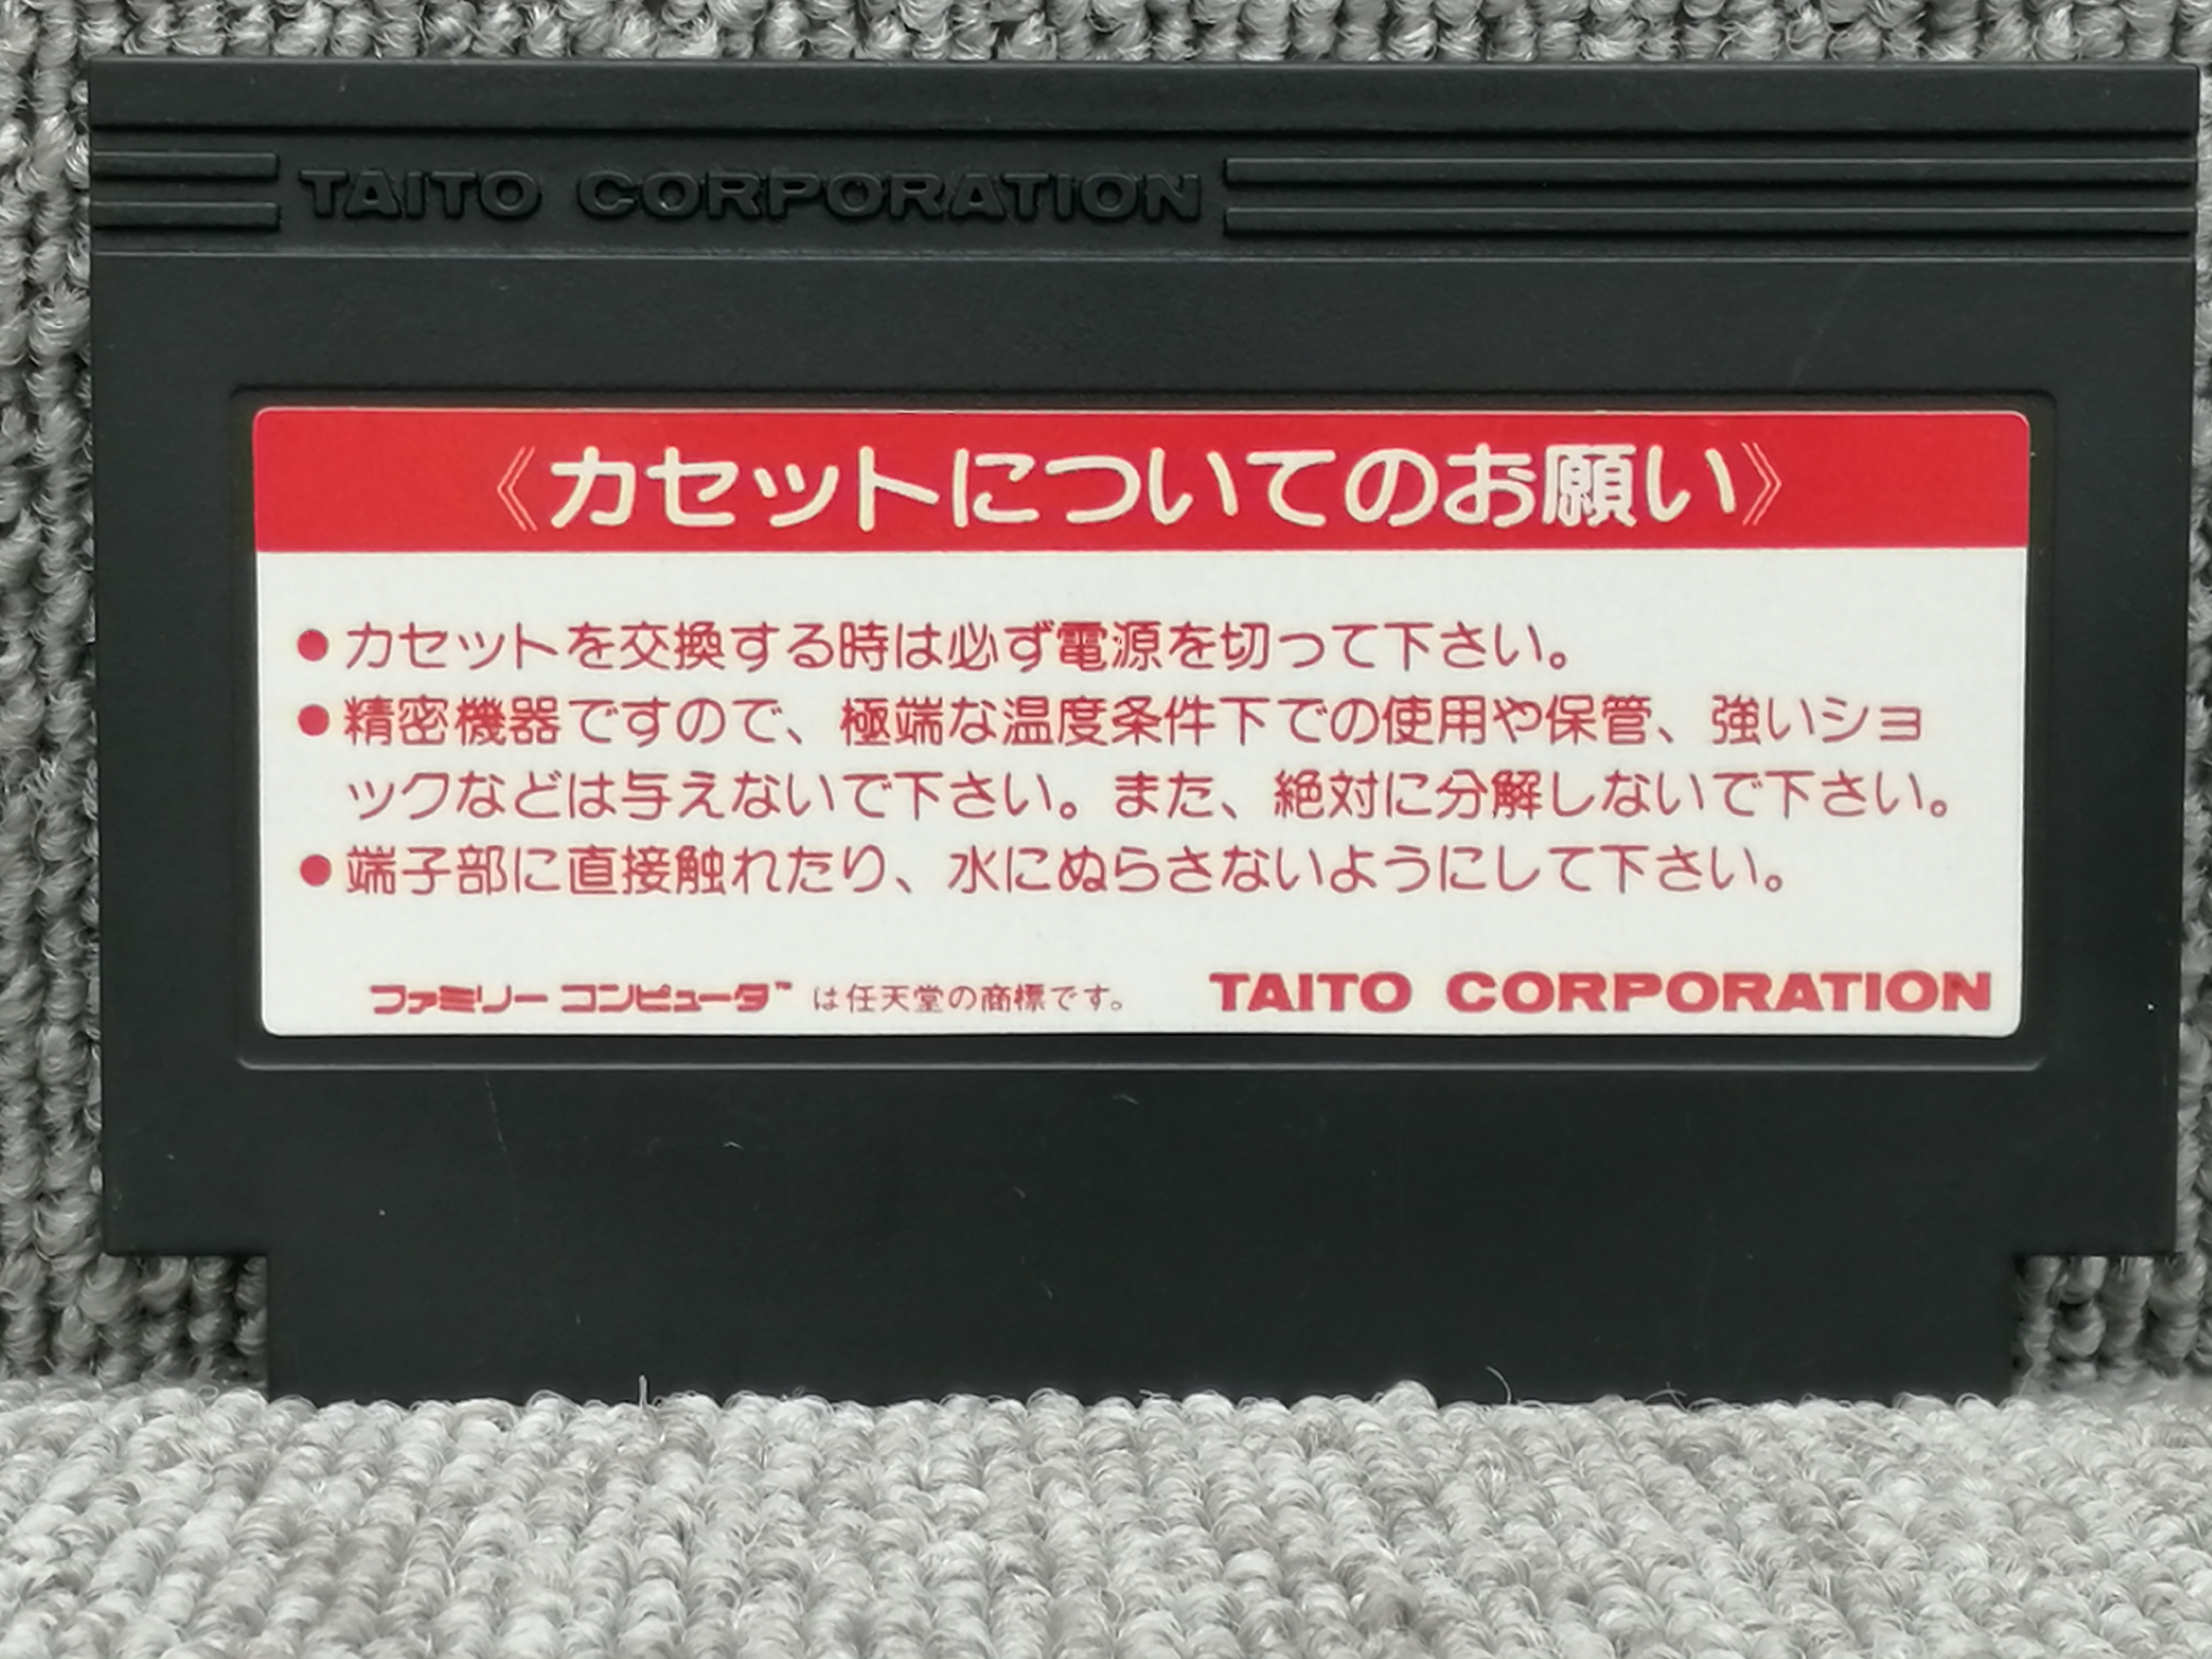 TAITO CORPORATION
《カセットについてのお願い》
●カセットを交換する時は必ず電源を切って下さい。
●精密機器ですので、極端な温度条件下での使用や保管、強いショ
ックなどは与えないで下さい。また、絶対に分解しないで下さい。
●端子部に直接触れたり、水にぬらさないようにして下さい。
ファミリーコンピュータ™ は任天堂の商標です。 TAITO CORPORATION